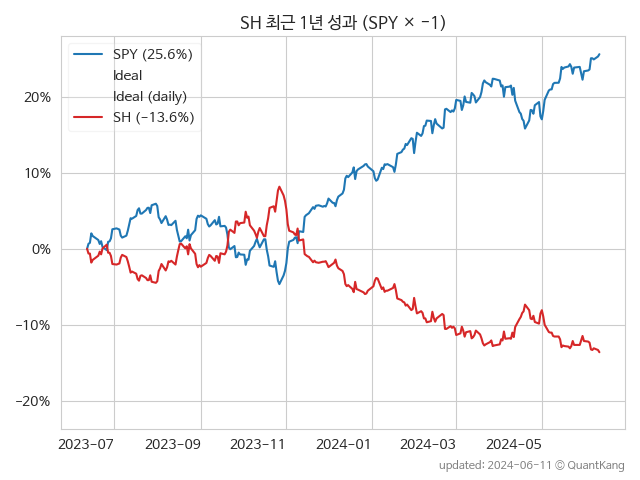 SH 최근 1년 성과 (SPY × −1)
SPY (25.6%)
Ideal
Ideal (daily)
SH (−13.6%)
20%
10%
0%
−10%
−20%
2023−07
2023−09
2023−11
2024−01
2024−03
2024−05
updated: 2024-06-11 © QuantKang